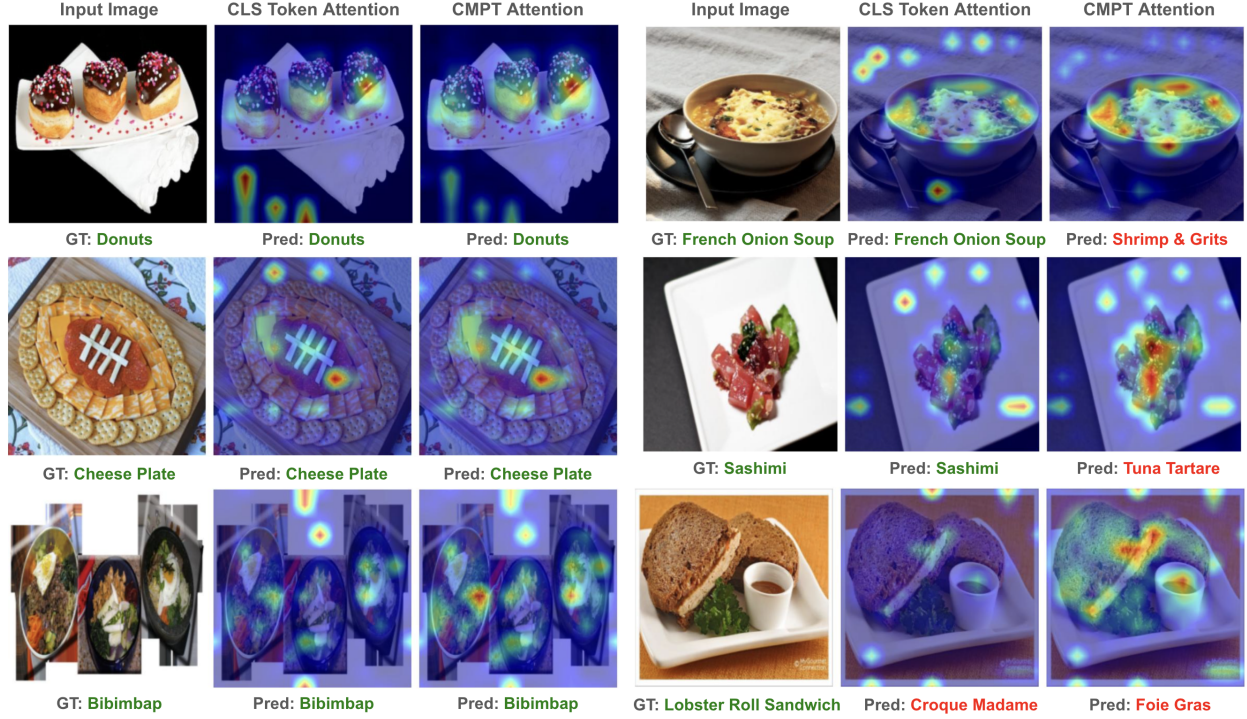 Input Image CLS Token Attention CMPT Attention Input Image CLS Token Attention CMPT Attention
GT: Donuts Pred: Donuts Pred: Donuts GT: French Onion Soup Pred: French Onion Soup Pred: Shrimp & Grits
GT: Cheese Plate Pred: Cheese Plate Pred: Cheese Plate GT: Sashimi Pred: Sashimi Pred: Tuna Tartare
GT: Bibimbap Pred: Bibimbap Pred: Bibimbap GT: Lobster Roll Sandwich Pred: Croque Madame Pred: Foie Gras